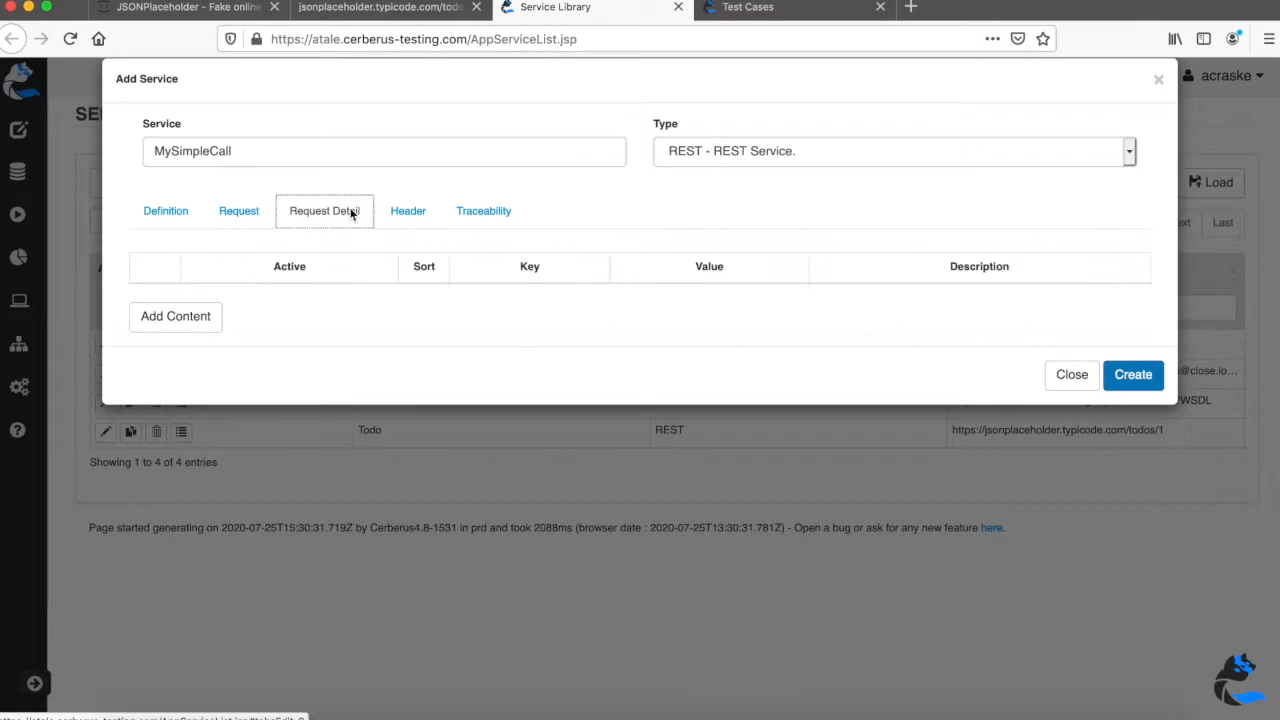 JSONPlaceholder - Fake online
jsonplaceholder.typicode.com/todo
Service Library
Test Cases
https://atale.cerberus-testing.com/AppServiceList.jsp
acraske
Add Service
Service
Type
MySimpleCall
REST - REST Service.
Load
Definition
Request
Request Detail
Header
Traceability
Last
Active
Sort
Key
Value
Description
Add Content
Close
Create
@close.io...
WSDL
Todo
REST
https://jsonplaceholder.typicode.com/todos/1
Showing 1 to 4 of 4 entries
Page started generating on 2020-07-25T15:30:31.719Z by Cerberus4.8-1531 in prd and took 2088ms (browser date : 2020-07-25T13:30:31.781Z) - Open a bug or ask for any new feature here.